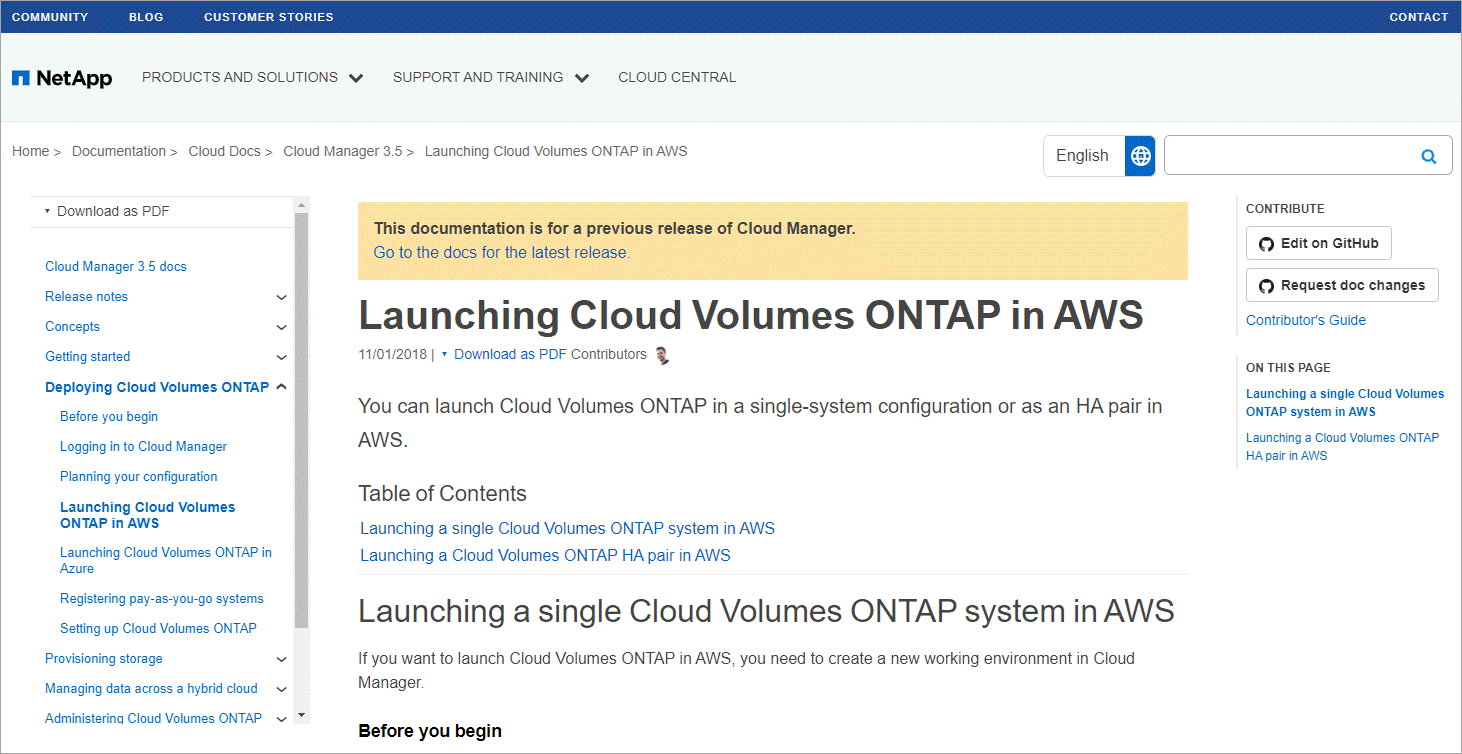 COMMUNITY BLOG CUSTOMER STORIES CONTACT
NetApp PRODUCTS AND SOLUTIONS SUPPORT AND TRAINING CLOUD CENTRAL
Home > Documentation > Cloud Docs > Cloud Manager 3.5 > Launching Cloud Volumes ONTAP in AWS
English
▾ Download as PDF
Cloud Manager 3.5 docs
Release notes
Concepts
Getting started
Deploying Cloud Volumes ONTAP
Before you begin
Logging in to Cloud Manager
Planning your configuration
Launching Cloud Volumes
ONTAP in AWS
Launching Cloud Volumes ONTAP in
Azure
Registering pay-as-you-go systems
Setting up Cloud Volumes ONTAP
Provisioning storage
Managing data across a hybrid cloud
Administering Cloud Volumes ONTAP
This documentation is for a previous release of Cloud Manager.
Go to the docs for the latest release.
Launching Cloud Volumes ONTAP in AWS
11/01/2018 | ▾ Download as PDF Contributors
You can launch Cloud Volumes ONTAP in a single-system configuration or as an HA pair in
AWS.
Table of Contents
Launching a single Cloud Volumes ONTAP system in AWS
Launching a Cloud Volumes ONTAP HA pair in AWS
Launching a single Cloud Volumes ONTAP system in AWS
If you want to launch Cloud Volumes ONTAP in AWS, you need to create a new working environment in Cloud
Manager.
Before you begin
CONTRIBUTE
Edit on GitHub
Request doc changes
Contributor's Guide
ON THIS PAGE
Launching a single Cloud Volumes
ONTAP system in AWS
Launching a Cloud Volumes ONTAP
HA pair in AWS